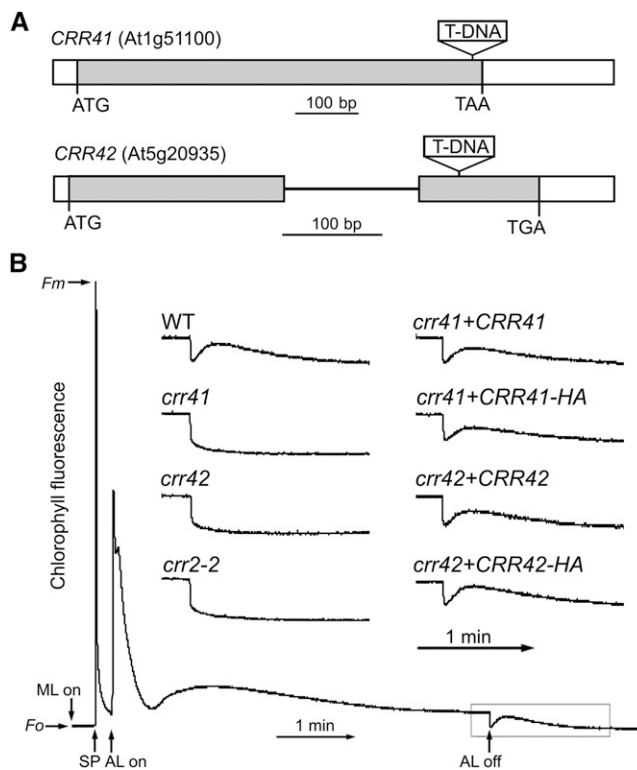 A
CRR41 (At1g51100)
T-DNA
ATG
100 bp
TAA
CRR42 (At5g20935)
T-DNA
ATG
100 bp
TGA
B
Fm
Chlorophyll fluorescence
WT
crr41
crr42
crr2-2
crr41+CRR41
crr41+CRR41-HA
crr42+CRR42
crr42+CRR42-HA
1 min
ML on
Fo
SP AL on
1 min
AL off